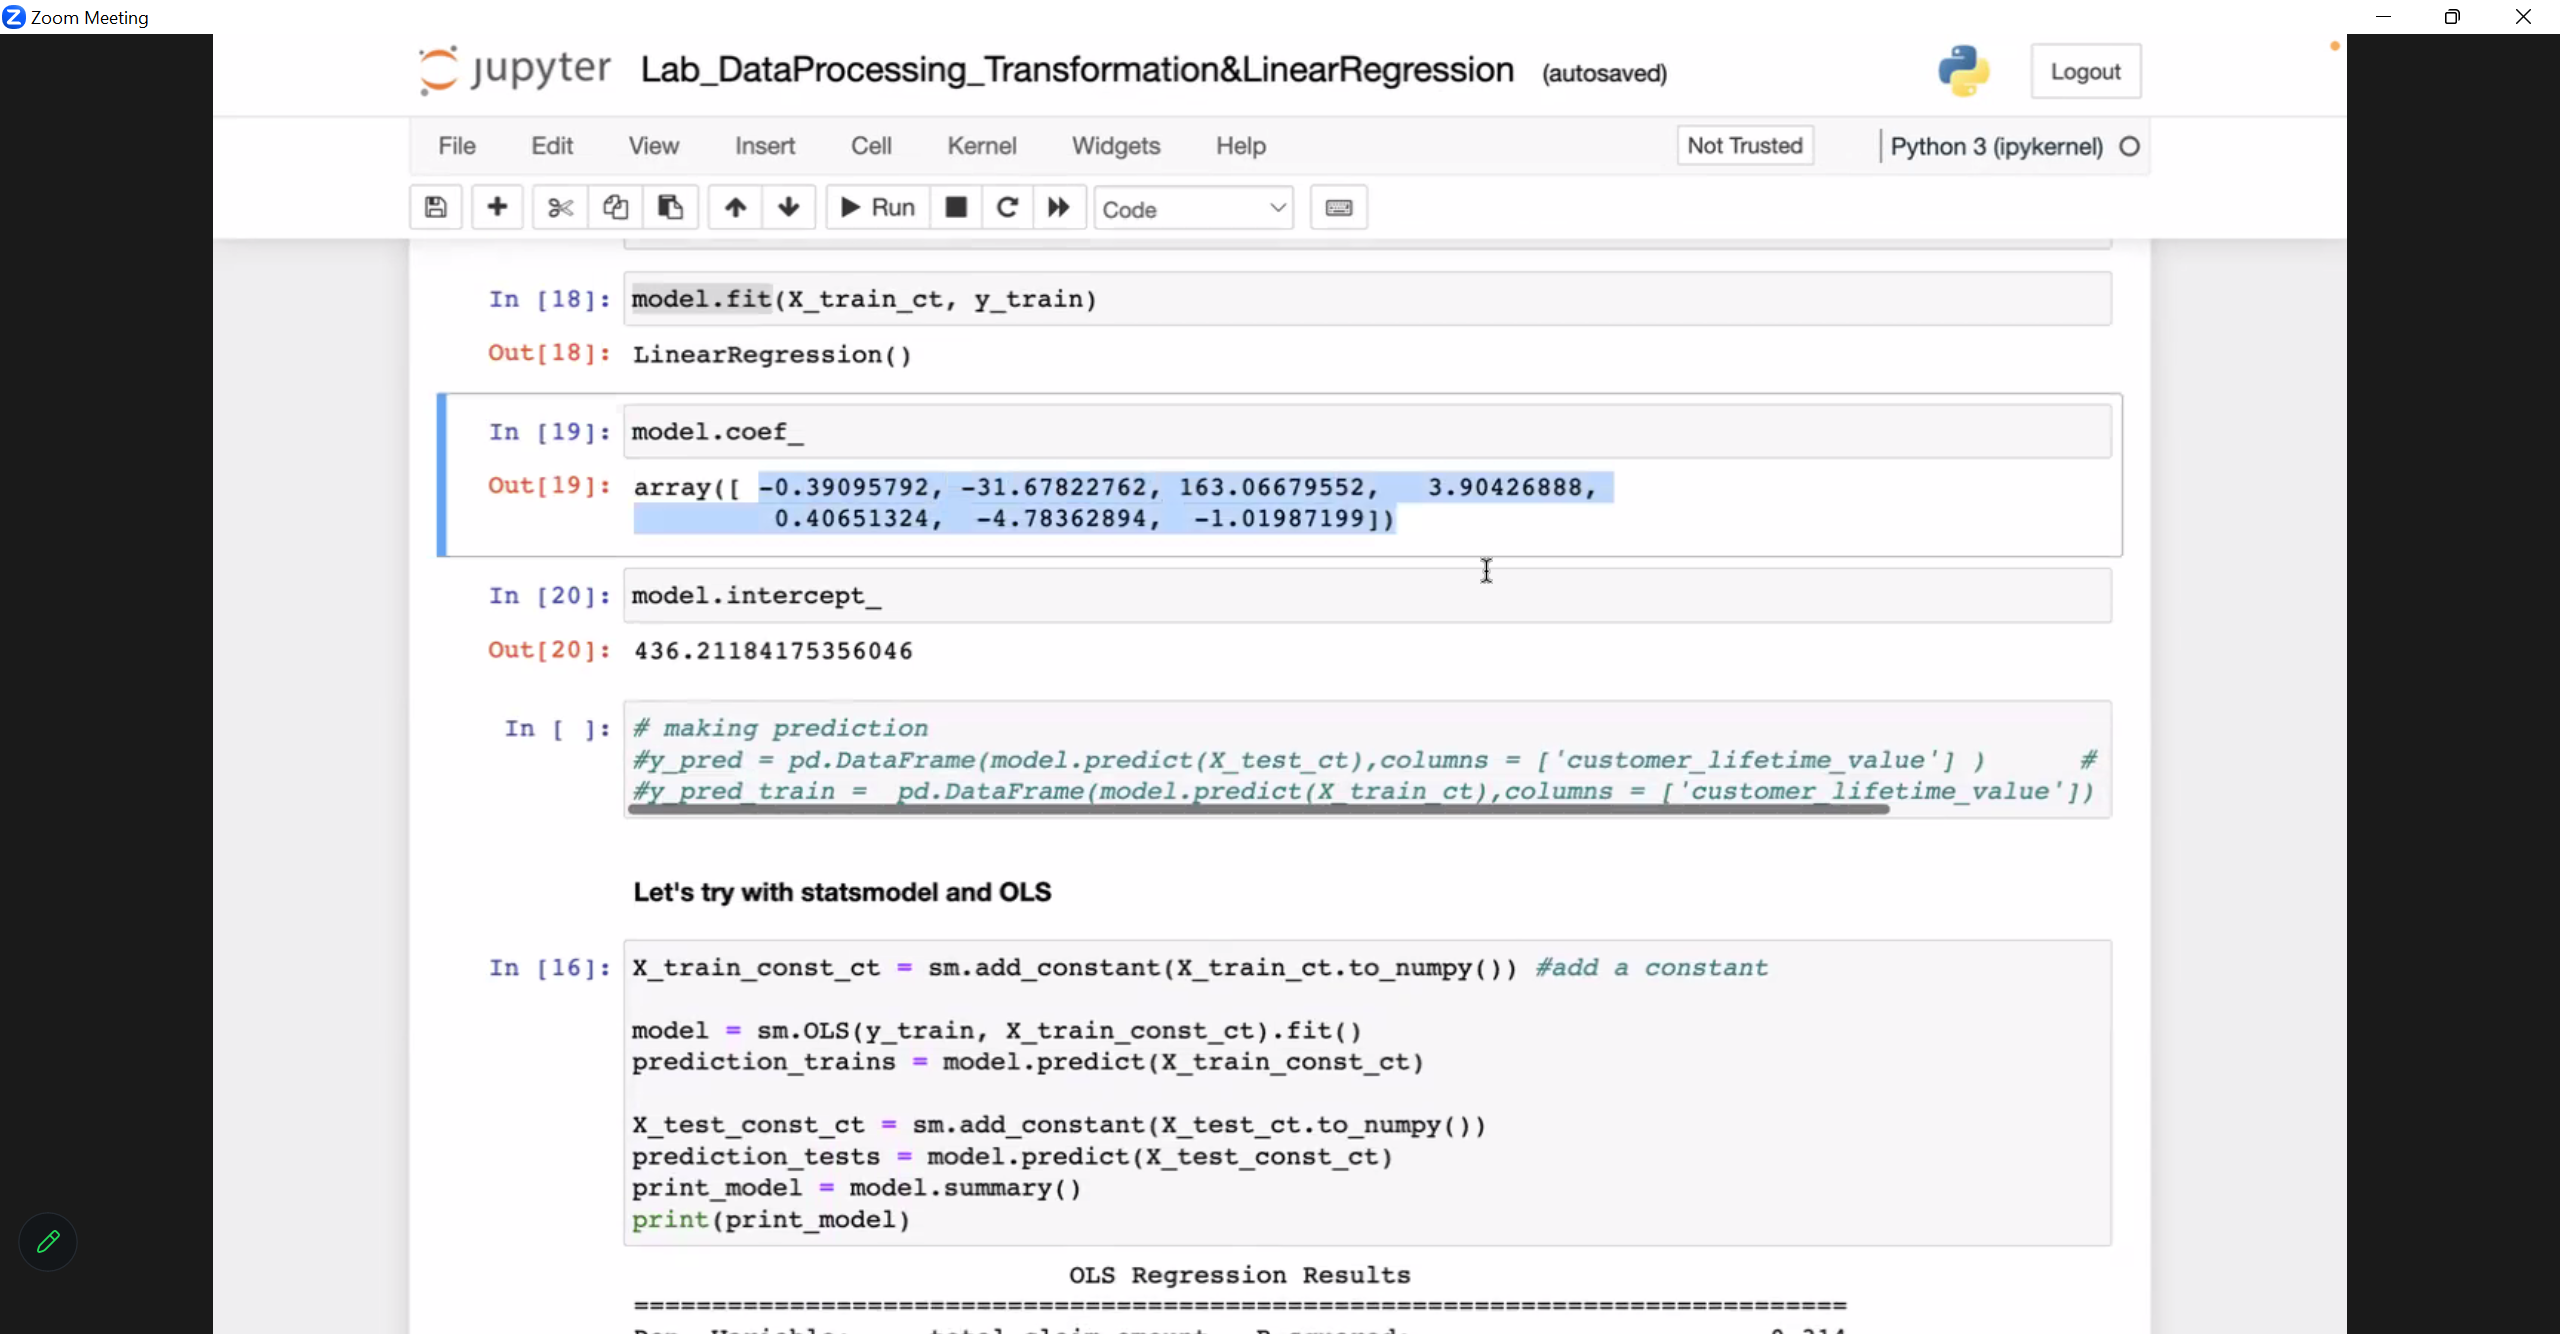 Zoom Meeting
jupyter Lab_DataProcessing_Transformation&LinearRegression (autosaved) Logout
File Edit View Insert Cell Kernel Widgets Help Not Trusted Python 3 (ipykernel)
Run Code
In [18]: model.fit(X_train_ct, y_train)
Out[18]: LinearRegression()
In [19]: model.coef_
Out[19]: array([ -0.39095792, -31.67822762, 163.06679552, 3.90426888,
0.40651324, -4.78362894, -1.01987199])
In [20]: model.intercept_
Out[20]: 436.21184175356046
In [ ]: # making prediction
#y_pred = pd.DataFrame(model.predict(X_test_ct),columns = ['customer_lifetime_value'] ) #
#y_pred_train = pd.DataFrame(model.predict(X_train_ct),columns = ['customer_lifetime_value'])
Let's try with statsmodel and OLS
In [16]: X_train_const_ct = sm.add_constant(X_train_ct.to_numpy()) #add a constant
model = sm.OLS(y_train, X_train_const_ct).fit()
prediction_trains = model.predict(X_train_const_ct)
X_test_const_ct = sm.add_constant(X_test_ct.to_numpy())
prediction_tests = model.predict(X_test_const_ct)
print_model = model.summary()
print(print_model)
OLS Regression Results
==============================================================================